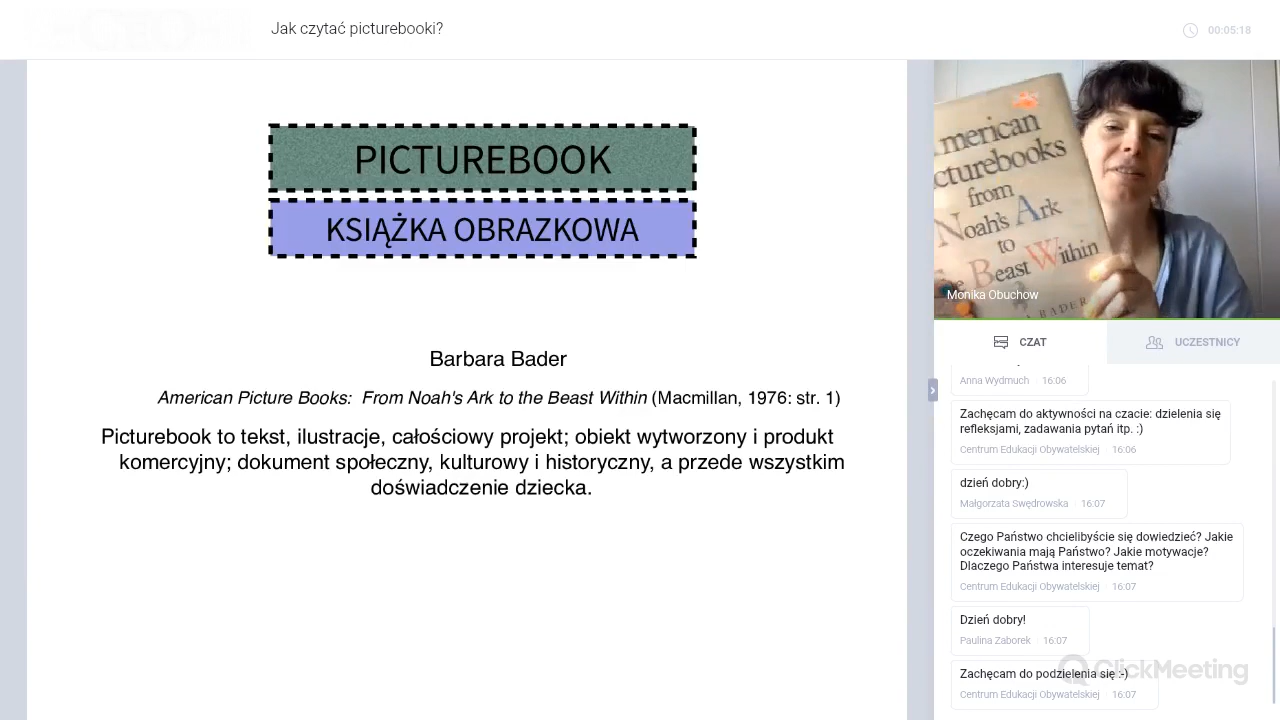 Jak czytać picturebooki?
00:05:18
PICTUREBOOK
KSIĄŻKA OBRAZKOWA
Barbara Bader
American Picture Books: From Noah's Ark to the Beast Within (Macmillan, 1976: str. 1)
Picturebook to tekst, ilustracje, całościowy projekt; obiekt wytworzony i produkt
komercyjny; dokument społeczny, kulturowy i historyczny, a przede wszystkim
doświadczenie dziecka.
merican
cturebooks
from
Noah's Ark
to
Beast Within
BADER
Monika Obuchow
CZAT
UCZESTNICY
Anna Wydmuch 16:06
Zachęcam do aktywności na czacie: dzielenia się
refleksjami, zadawania pytań itp. :)
Centrum Edukacji Obywatelskiej 16:06
dzień dobry:)
Małgorzata Swędrowska 16:07
Czego Państwo chcielibyście się dowiedzieć? Jakie
oczekiwania mają Państwo? Jakie motywacje?
Dlaczego Państwa interesuje temat?
Centrum Edukacji Obywatelskiej 16:07
Dzień dobry!
Paulina Zaborek 16:07
Zachęcam do podzielenia się :-)
Centrum Edukacji Obywatelskiej 16:07
ClickMeeting